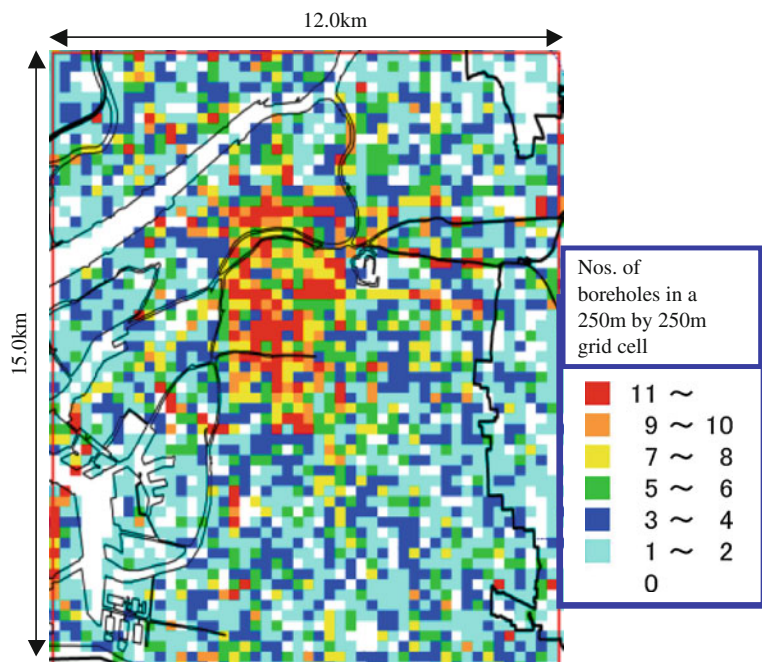 12.0km
15.0km
Nos. of
boreholes in a
250m by 250m
grid cell
11 ～
9 ～ 10
7 ～ 8
5 ～ 6
3 ～ 4
1 ～ 2
0